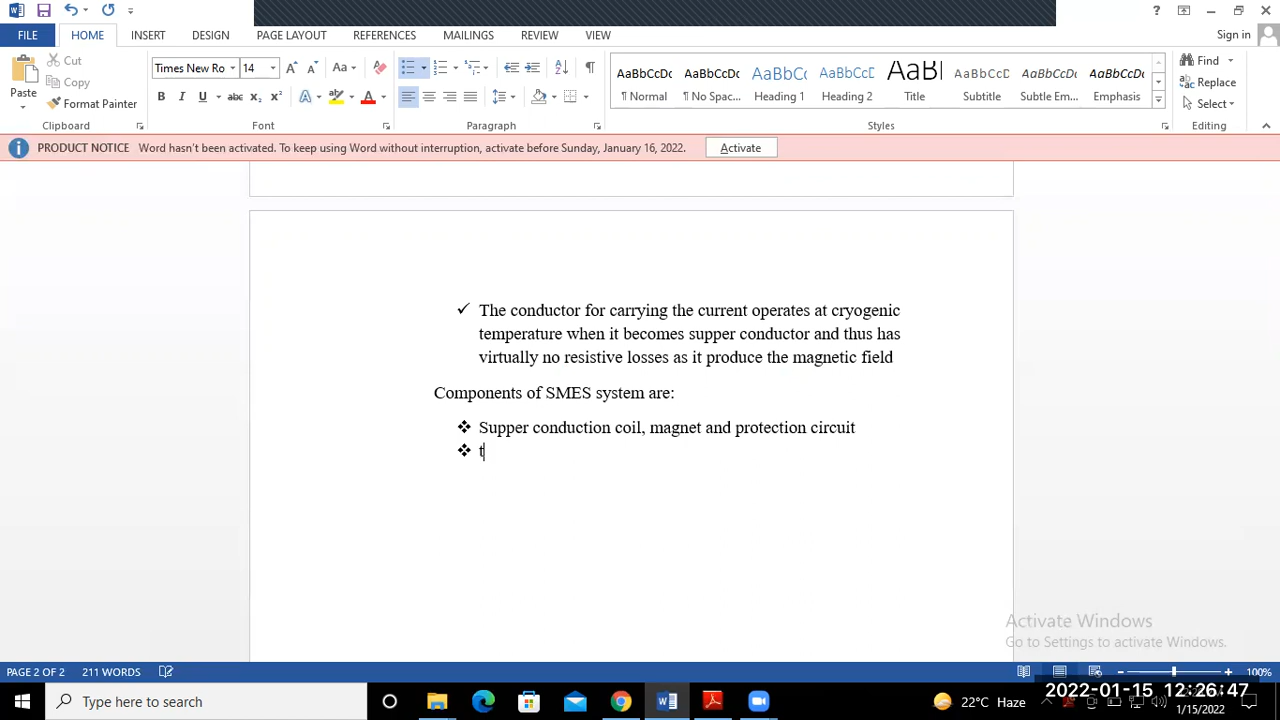 Sign in
FILE HOME INSERT DESIGN PAGE LAYOUT REFERENCES MAILINGS REVIEW VIEW
Paste
Cut
Copy
Format Painter
Clipboard
Times New Ro 14
Font
Paragraph
AaBbCcDc AaBbCcDc AaBbCc AaBbCcC AaBl AaBbCcD AaBbCcDc AaBbCcDc
¶ Normal ¶ No Spac... Heading 1 Heading 2 Title Subtitle Subtle Em... Emphasis
Styles
Find
Replace
Select
Editing
PRODUCT NOTICE Word hasn't been activated. To keep using Word without interruption, activate before Sunday, January 16, 2022. Activate
✓ The conductor for carrying the current operates at cryogenic
temperature when it becomes supper conductor and thus has
virtually no resistive losses as it produce the magnetic field
Components of SMES system are:
❖ Supper conduction coil, magnet and protection circuit
❖ t
Activate Windows
Go to Settings to activate Windows.
PAGE 2 OF 2 211 WORDS 100%
Type here to search
22°C Haze
2022-01-15 12:26:47
1/15/2022